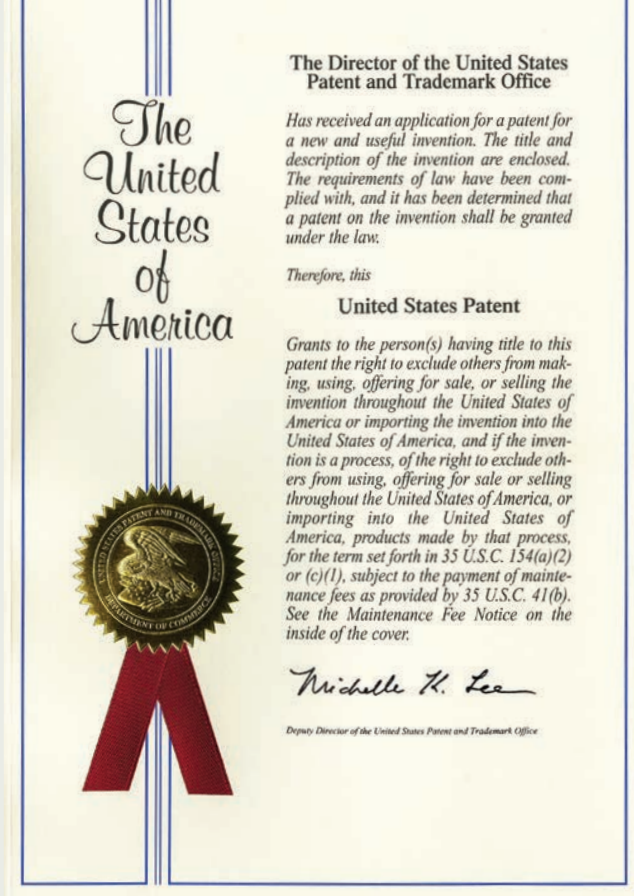 The
United
States
of
America
The Director of the United States
Patent and Trademark Office
Has received an application for a patent for
a new and useful invention. The title and
description of the invention are enclosed.
The requirements of law have been com-
plied with, and it has been determined that
a patent on the invention shall be granted
under the law.
Therefore, this
United States Patent
Grants to the person(s) having title to this
patent the right to exclude others from mak-
ing, using, offering for sale, or selling the
invention throughout the United States of
America or importing the invention into the
United States of America, and if the inven-
tion is a process, of the right to exclude oth-
ers from using, offering for sale or selling
throughout the United States of America, or
importing into the United States of
America, products made by that process,
for the term set forth in 35 U.S.C. 154(a)(2)
or (c)(1), subject to the payment of mainte-
nance fees as provided by 35 U.S.C. 41(b).
See the Maintenance Fee Notice on the
inside of the cover.
Michelle K. Lee
Deputy Director of the United States Patent and Trademark Office
UNITED STATES PATENT AND TRADEMARK OFFICE
DEPARTMENT OF COMMERCE